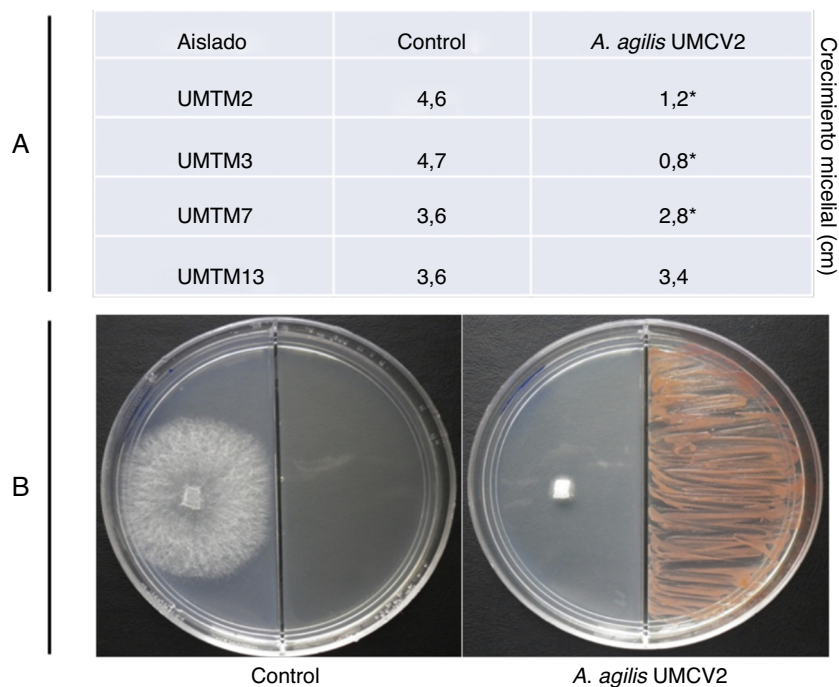 A
Aislado Control A. agilis UMCV2
UMTM2 4,6 1,2*
UMTM3 4,7 0,8*
UMTM7 3,6 2,8*
UMTM13 3,6 3,4
Crecimiento micelial (cm)
B
Control A. agilis UMCV2